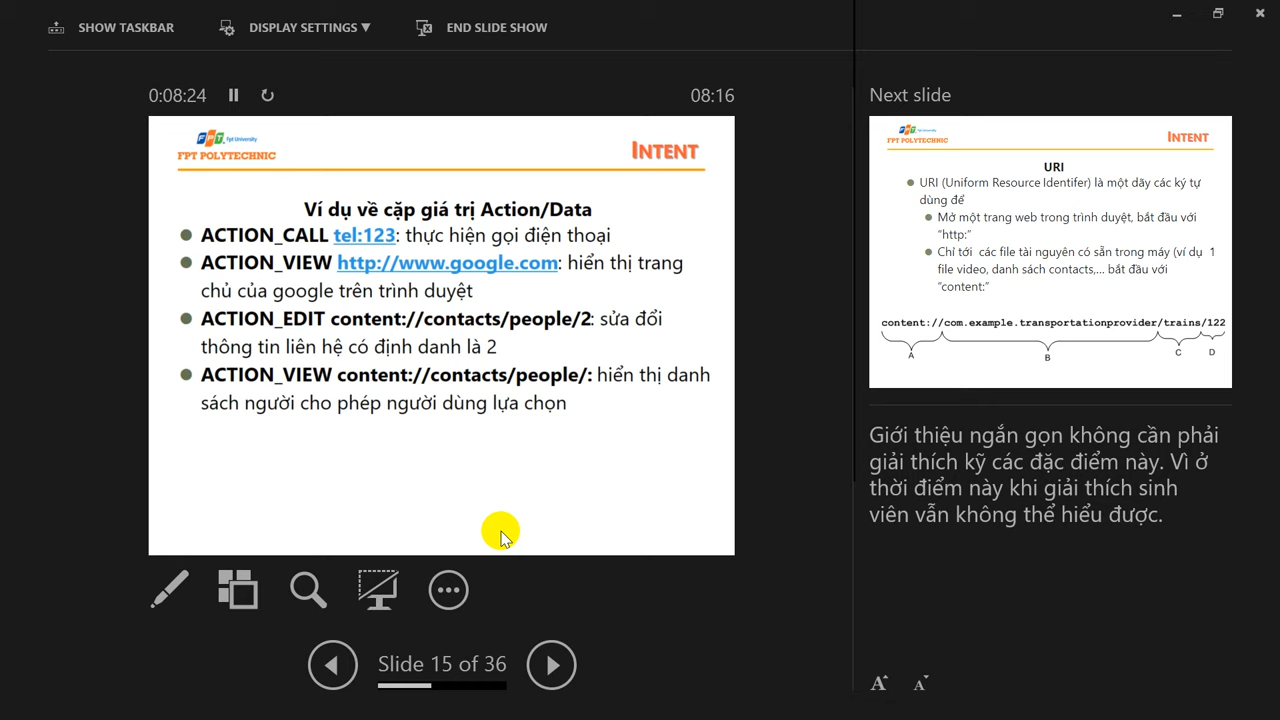 SHOW TASKBAR
DISPLAY SETTINGS ▼
END SLIDE SHOW
0:08:24
08:16
FPT Fpt University
FPT POLYTECHNIC
INTENT
Ví dụ về cặp giá trị Action/Data
ACTION_CALL tel:123: thực hiện gọi điện thoại
ACTION_VIEW http://www.google.com: hiển thị trang
chủ của google trên trình duyệt
ACTION_EDIT content://contacts/people/2: sửa đổi
thông tin liên hệ có định danh là 2
ACTION_VIEW content://contacts/people/: hiển thị danh
sách người cho phép người dùng lựa chọn
Slide 15 of 36
Next slide
FPT Fpt University
FPT POLYTECHNIC
INTENT
URI
URI (Uniform Resource Identifer) là một dãy các ký tự
dùng để
Mở một trang web trong trình duyệt, bắt đầu với
"http:"
Chỉ tới các file tài nguyên có sẵn trong máy (ví dụ 1
file video, danh sách contacts,... bắt đầu với
"content:"
content://com.example.transportationprovider/trains/122
A B C D
Giới thiệu ngắn gọn không cần phải
giải thích kỹ các đặc điểm này. Vì ở
thời điểm này khi giải thích sinh
viên vẫn không thể hiểu được.
A A